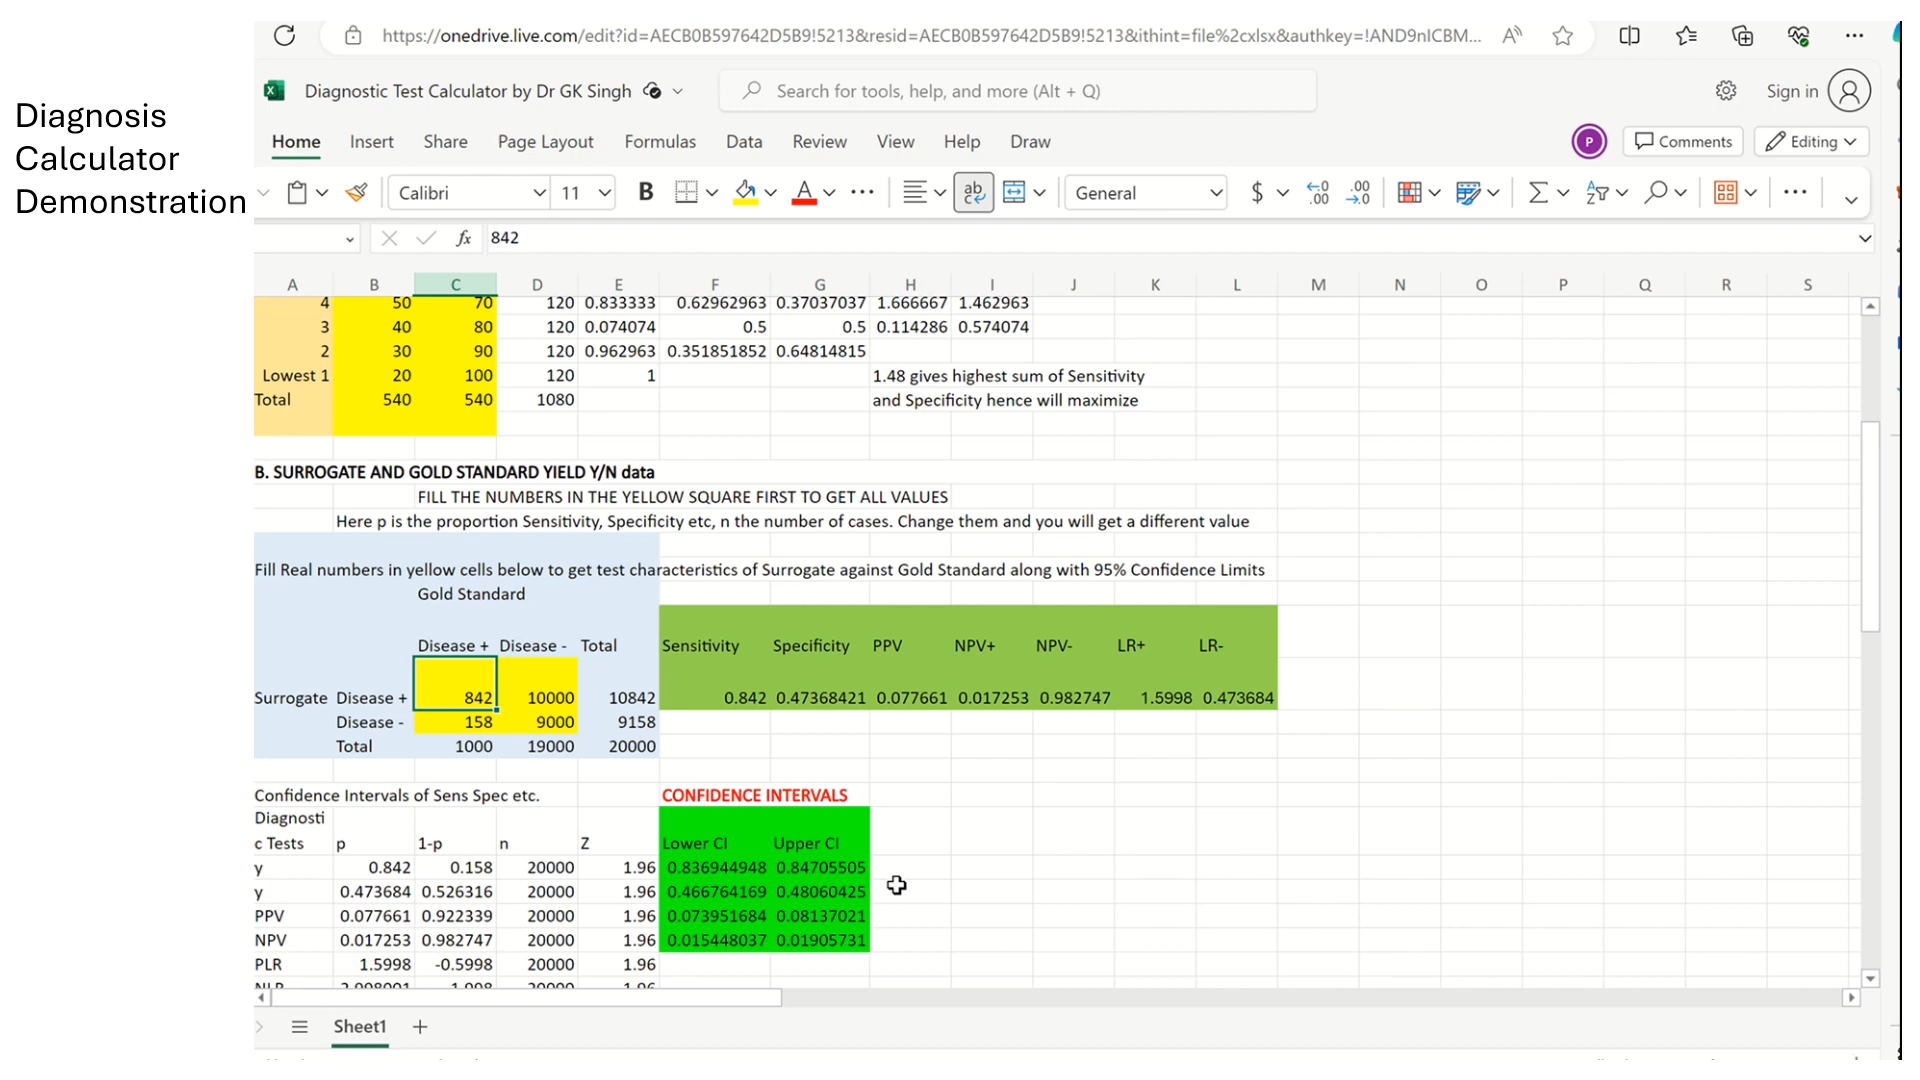 Diagnosis
Calculator
Demonstration
https://onedrive.live.com/edit?id=AECB0B597642D5B9!5213&resid=AECB0B597642D5B9!5213&ithint=file%2cxlsx&authkey=!AND9nICBM...
Diagnostic Test Calculator by Dr GK Singh
Search for tools, help, and more (Alt + Q)
Sign in
Home Insert Share Page Layout Formulas Data Review View Help Draw
P Comments Editing
Calibri 11 B General $
fx 842
A B C D E F G H I J K L M N O P Q R S
4 50 70 120 0.833333 0.62962963 0.37037037 1.666667 1.462963
3 40 80 120 0.074074 0.5 0.5 0.114286 0.574074
2 30 90 120 0.962963 0.351851852 0.64814815
Lowest 1 20 100 120 1 1.48 gives highest sum of Sensitivity
Total 540 540 1080 and Specificity hence will maximize
B. SURROGATE AND GOLD STANDARD YIELD Y/N data
FILL THE NUMBERS IN THE YELLOW SQUARE FIRST TO GET ALL VALUES
Here p is the proportion Sensitivity, Specificity etc, n the number of cases. Change them and you will get a different value
Fill Real numbers in yellow cells below to get test characteristics of Surrogate against Gold Standard along with 95% Confidence Limits
Gold Standard
Disease + Disease - Total Sensitivity Specificity PPV NPV+ NPV- LR+ LR-
Surrogate Disease + 842 10000 10842 0.842 0.47368421 0.077661 0.017253 0.982747 1.5998 0.473684
Disease - 158 9000 9158
Total 1000 19000 20000
Confidence Intervals of Sens Spec etc. CONFIDENCE INTERVALS
Diagnosti
c Tests p 1-p n Z Lower CI Upper CI
y 0.842 0.158 20000 1.96 0.836944948 0.84705505
y 0.473684 0.526316 20000 1.96 0.466764169 0.48060425
PPV 0.077661 0.922339 20000 1.96 0.073951684 0.08137021
NPV 0.017253 0.982747 20000 1.96 0.015448037 0.01905731
PLR 1.5998 -0.5998 20000 1.96
Sheet1